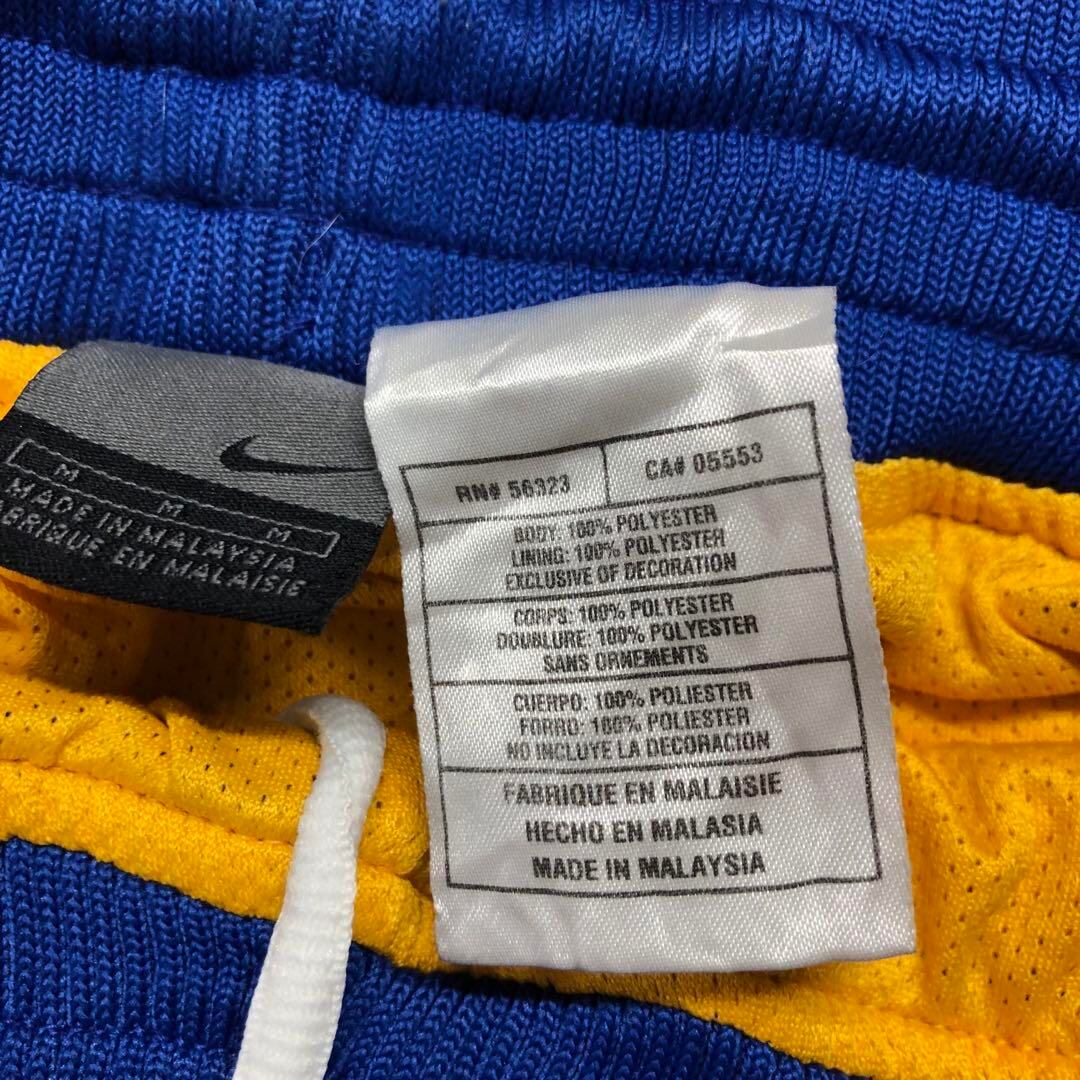 M M M
MADE IN MALAYSIA
FABRIQUE EN MALAISIE
RN# 56323 CA# 05553
BODY: 100% POLYESTER
LINING: 100% POLYESTER
EXCLUSIVE OF DECORATION
CORPS: 100% POLYESTER
DOUBLURE: 100% POLYESTER
SANS ORNEMENTS
CUERPO: 100% POLIESTER
FORRO: 100% POLIESTER
NO INCLUYE LA DECORACION
FABRIQUE EN MALAISIE
HECHO EN MALASIA
MADE IN MALAYSIA